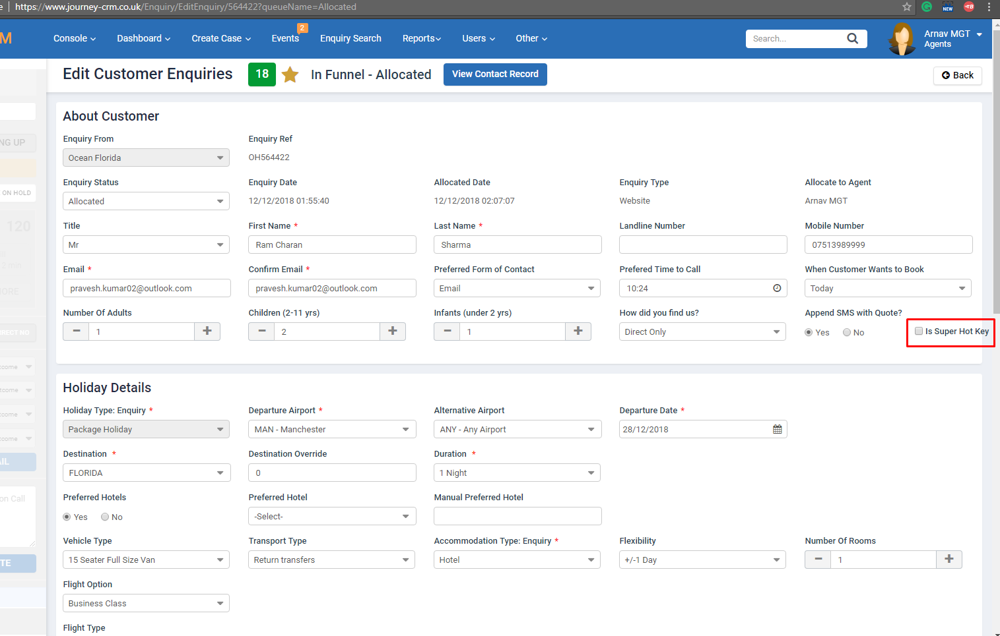 e | https://www.journey-crm.co.uk/Enquiry/EditEnquiry/564422?queueName=Allocated
NEW
M Console Dashboard Create Case Events 2 Enquiry Search Reports Users Other Search... Arnav MGT
Agents
Edit Customer Enquiries 18 In Funnel - Allocated View Contact Record Back
About Customer
Enquiry From Enquiry Ref
NG UP
Ocean Florida OH564422
Enquiry Status Enquiry Date Allocated Date Enquiry Type Allocate to Agent
ON HOLD
Allocated 12/12/2018 01:55:40 12/12/2018 02:07:07 Website Arnav MGT
120
Title First Name * Last Name * Landline Number Mobile Number
Mr Ram Charan Sharma 07513989999
2 min
Email * Confirm Email * Preferred Form of Contact Prefered Time to Call When Customer Wants to Book
ORE
pravesh.kumar02@outlook.com pravesh.kumar02@outlook.com Email 10:24 Today
Number Of Adults Children (2-11 yrs) Infants (under 2 yrs) How did you find us? Append SMS with Quote?
RECT NO
− 1 + − 2 + − 1 + Direct Only Yes No Is Super Hot Key
tcome
Holiday Details
tcome
Holiday Type: Enquiry * Departure Airport * Alternative Airport Departure Date *
tcome
Package Holiday MAN - Manchester ANY - Any Airport 28/12/2018
tcome
Destination * Destination Override Duration *
AIL
FLORIDA 0 1 Night
Preferred Hotels Preferred Hotel Manual Preferred Hotel
on Call
Yes No -Select-
Vehicle Type Transport Type Accommodation Type: Enquiry * Flexibility Number Of Rooms
15 Seater Full Size Van Return transfers Hotel +/-1 Day − 1 +
TE
Flight Option
Business Class
Flight Type